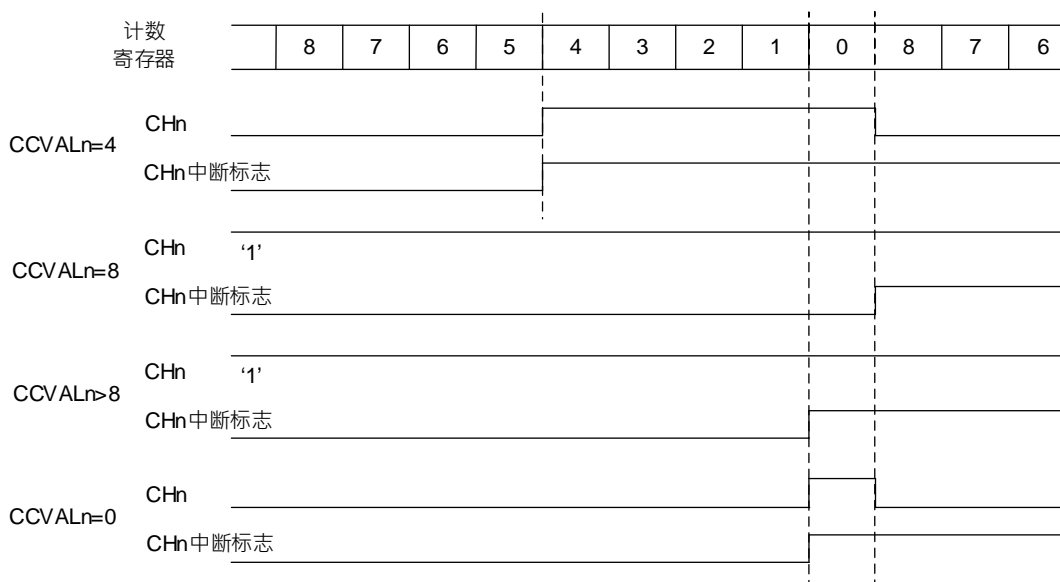 计数
寄存器
8 7 6 5 4 3 2 1 0 8 7 6
CHn
CCVALn=4
CHn中断标志
CHn ‘1’
CCVALn=8
CHn中断标志
CHn ‘1’
CCVALn>8
CHn中断标志
CHn
CCVALn=0
CHn中断标志